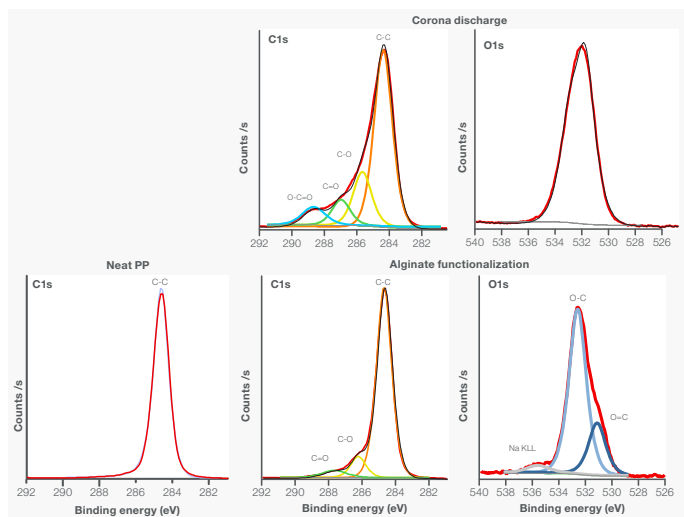 Corona discharge
C1s
C-C
C-O
C=O
O-C=O
Counts /s
292 290 288 286 284 282
O1s
Counts /s
540 538 536 534 532 530 528 526
Neat PP
C-C
Counts /s
292 290 288 286 284 282
Binding energy (eV)
Alginate functionalization
C1s
C-C
C-O
C=O
Counts /s
292 290 288 286 284 282
Binding energy (eV)
O1s
O-C
O=C
Na KLL
Counts /s
540 538 536 534 532 530 528 526
Binding energy (eV)